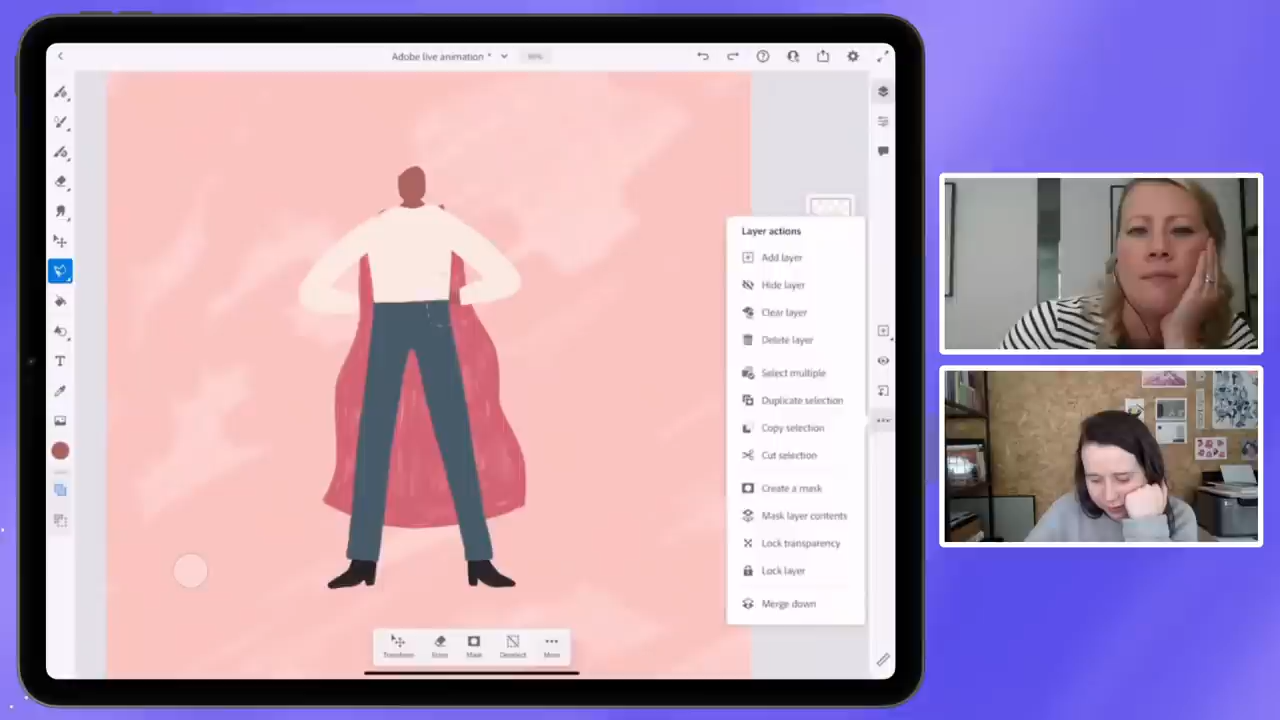 Adobe live animation *
Layer actions
Add layer
Hide layer
Clear layer
Delete layer
Select multiple
Duplicate selection
Copy selection
Cut selection
Create a mask
Mask layer contents
Lock transparency
Lock layer
Merge down
Transform
Erase
Mask
Deselect
More